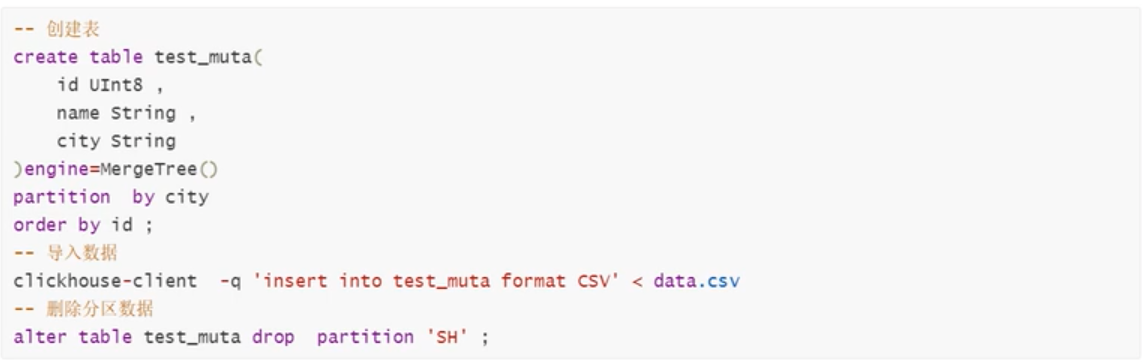 -- 创建表
create table test_muta(
    id UInt8 ,
    name String ,
    city String
)engine=MergeTree()
partition  by city
order by id ;
-- 导入数据
clickhouse-client  -q 'insert into test_muta format CSV' < data.csv
-- 删除分区数据
alter table test_muta drop  partition 'SH' ;